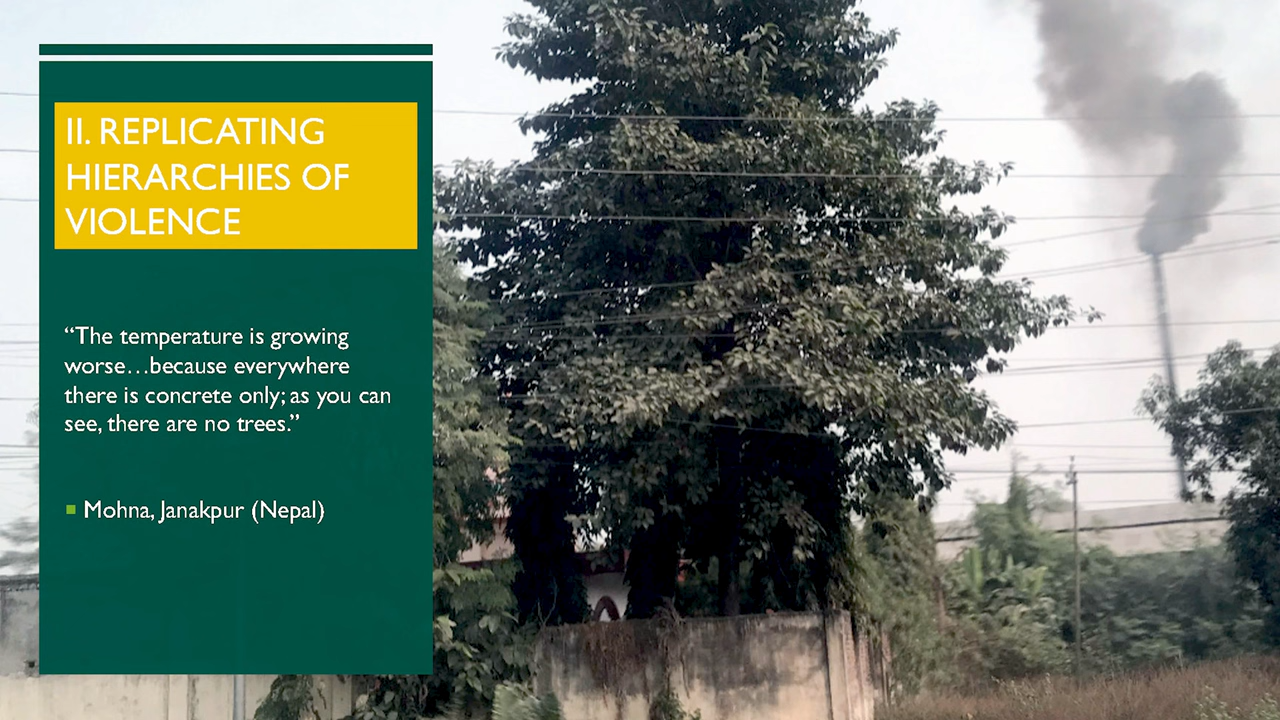 II. REPLICATING
HIERARCHIES OF
VIOLENCE
“The temperature is growing
worse…because everywhere
there is concrete only; as you can
see, there are no trees.”
Mohna, Janakpur (Nepal)